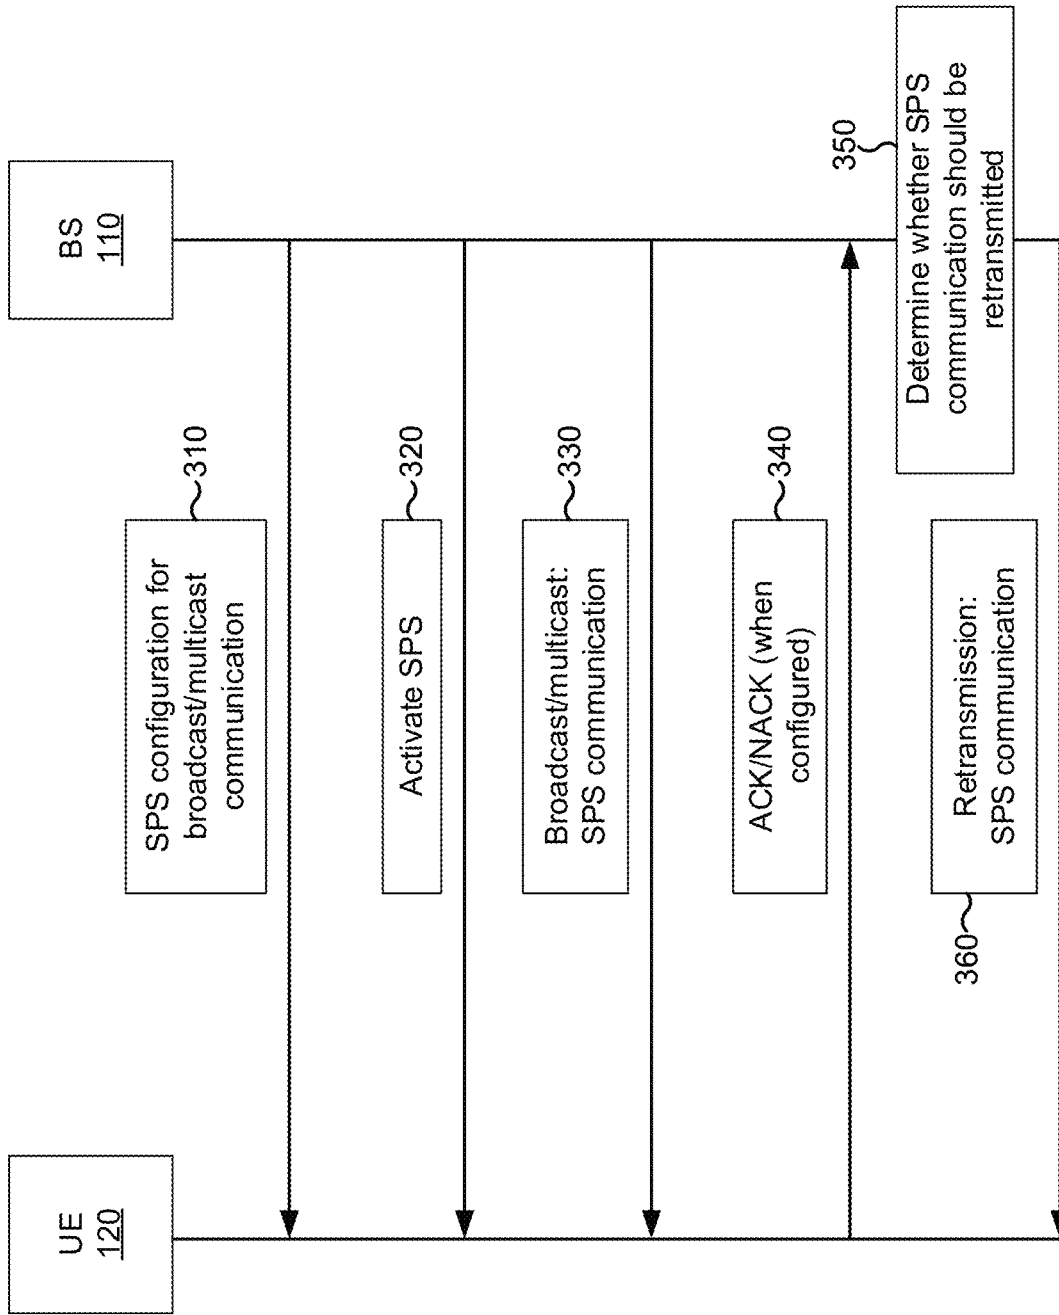 UE
120
BS
110
SPS configuration for
broadcast/multicast
communication
310
Activate SPS
320
Broadcast/multicast:
SPS communication
330
ACK/NACK (when
configured)
340
350
Determine whether SPS
communication should be
retransmitted
Retransmission:
SPS communication
360